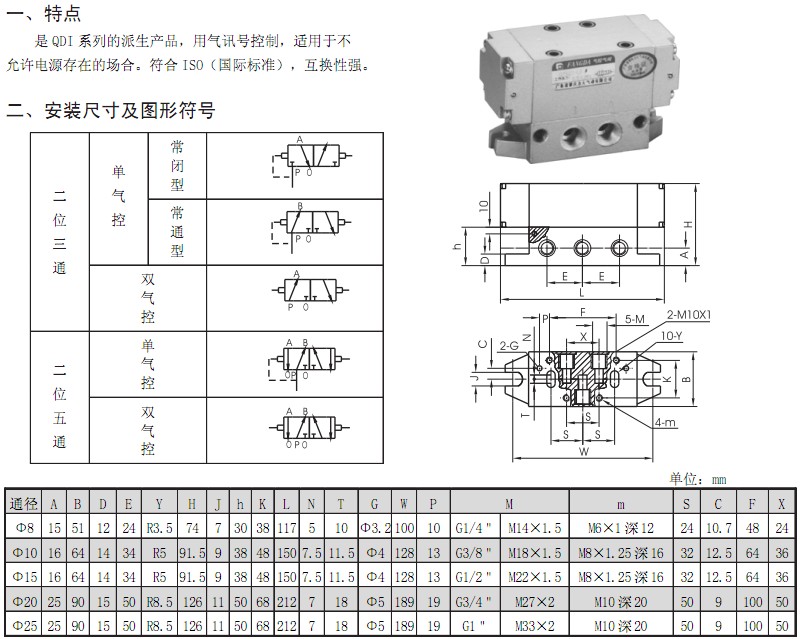 一、特点
是 QDI 系列的派生产品，用气讯号控制，适用于不
允许电源存在的场合。符合 ISO（国际标准），互换性强。
二、安装尺寸及图形符号
二位三通
单气控
常闭型
A
P O
常通型
B
P O
双气控
A
P O
二位五通
单气控
A B
O P O
双气控
A B
O P O
10
h
D
H
A
E E
L
F
P
N
X
5-M
2-M10X1
10-Y
2-G
C
J
K
B
T
S
4-m
S S
W
单位：mm
通径 A B D E Y H J h K L N T G W P M m S C F X
Φ8 15 51 12 24 R3.5 74 7 30 38 117 5 10 Φ3.2 100 10 G1/4" M14×1.5 M6×1深12 24 10.7 48 24
Φ10 16 64 14 34 R5 91.5 9 38 48 150 7.5 11.5 Φ4 128 13 G3/8" M18×1.5 M8×1.25深16 32 12.5 64 36
Φ15 16 64 14 34 R5 91.5 9 38 48 150 7.5 11.5 Φ4 128 13 G1/2" M22×1.5 M8×1.25深16 32 12.5 64 36
Φ20 25 90 15 50 R8.5 126 11 50 68 212 7 18 Φ5 189 19 G3/4" M27×2 M10深20 50 9 100 50
Φ25 25 90 15 50 R8.5 126 11 50 68 212 7 18 Φ5 189 19 G1" M33×2 M10深20 50 9 100 50